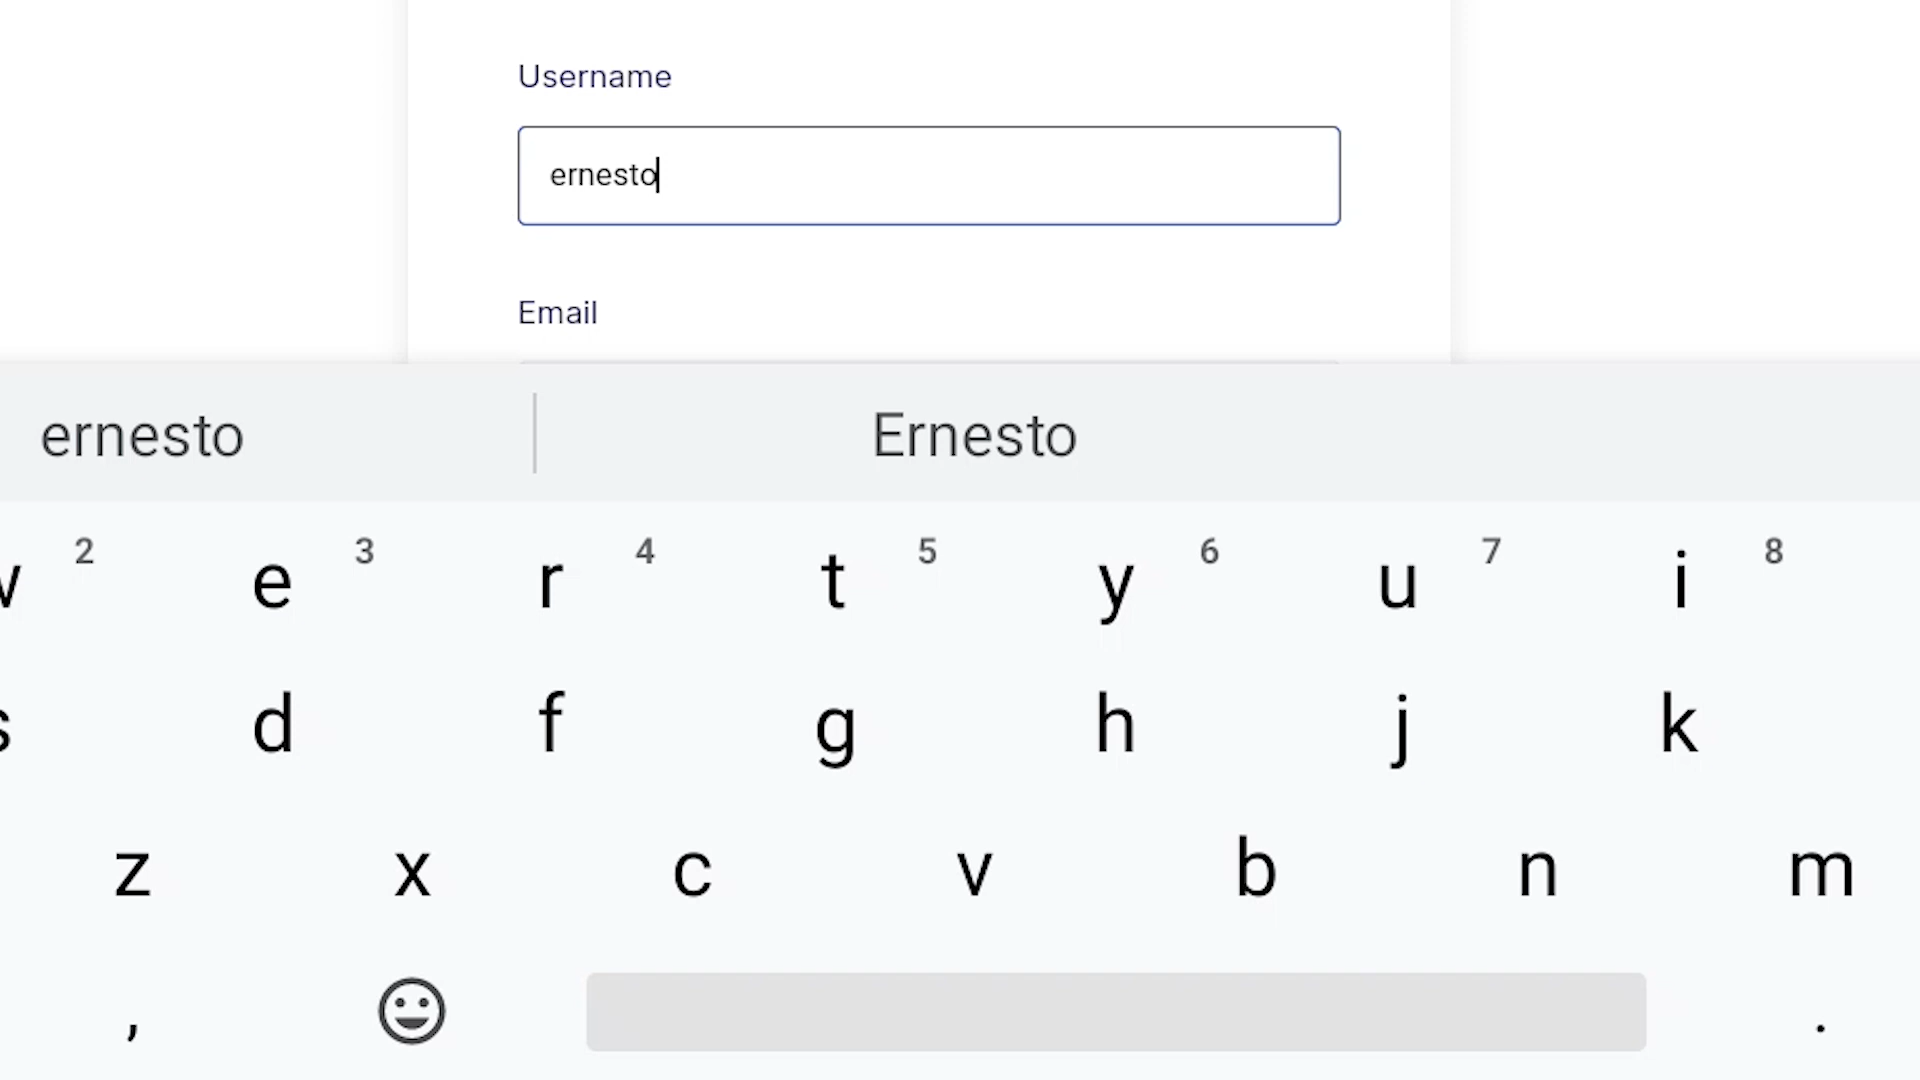 Username
ernesto
Email
ernesto Ernesto
w 2 e 3 r 4 t 5 y 6 u 7 i 8
s d f g h j k
z x c v b n m
, .